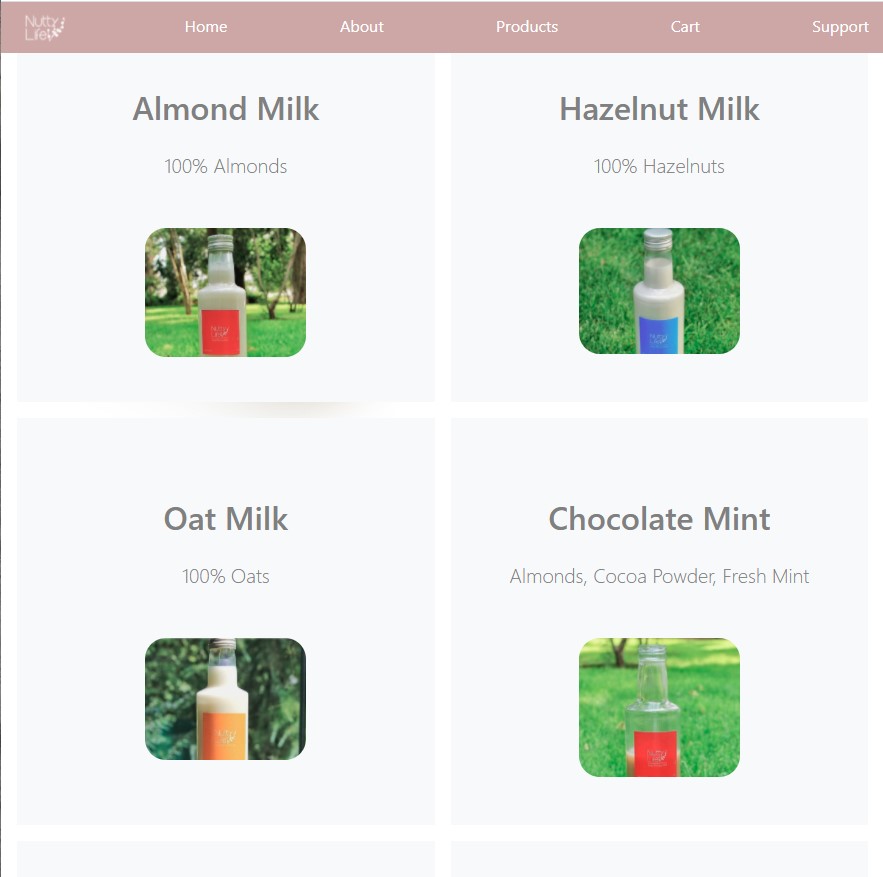 Nutty
Life
Home
About
Products
Cart
Support
Almond Milk
100% Almonds
Hazelnut Milk
100% Hazelnuts
Oat Milk
100% Oats
Chocolate Mint
Almonds, Cocoa Powder, Fresh Mint